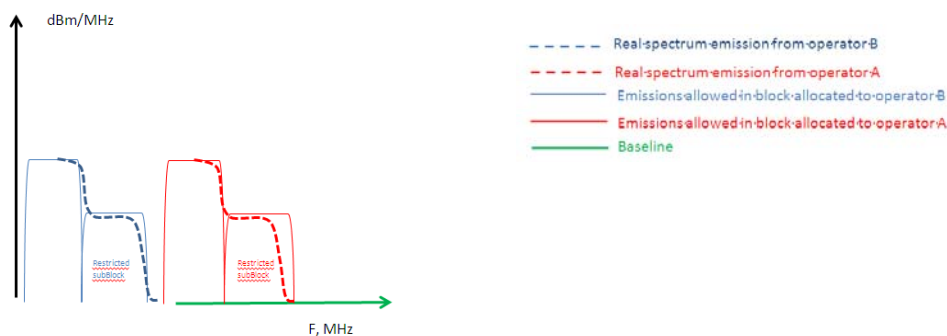 dBm/MHz
Real spectrum emission from operator B
Real spectrum emission from operator A
Emissions allowed in block allocated to operator B
Emissions allowed in block allocated to operator A
Baseline
Restricted
subBlock
Restricted
subBlock
F, MHz